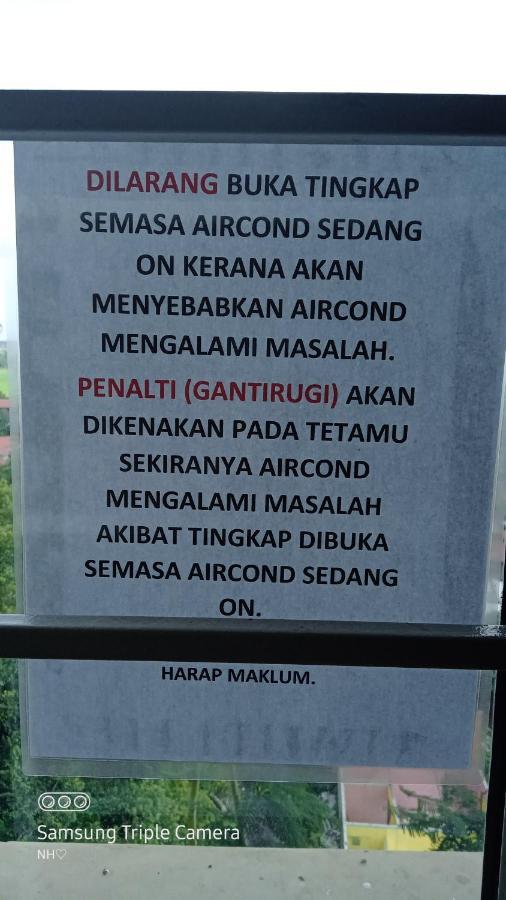 DILARANG BUKA TINGKAP
SEMASA AIRCOND SEDANG
ON KERANA AKAN
MENYEBABKAN AIRCOND
MENGALAMI MASALAH.
PENALTI (GANTIRUGI) AKAN
DIKENAKAN PADA TETAMU
SEKIRANYA AIRCOND
MENGALAMI MASALAH
AKIBAT TINGKAP DIBUKA
SEMASA AIRCOND SEDANG
ON.
HARAP MAKLUM.
Samsung Triple Camera
NH♡